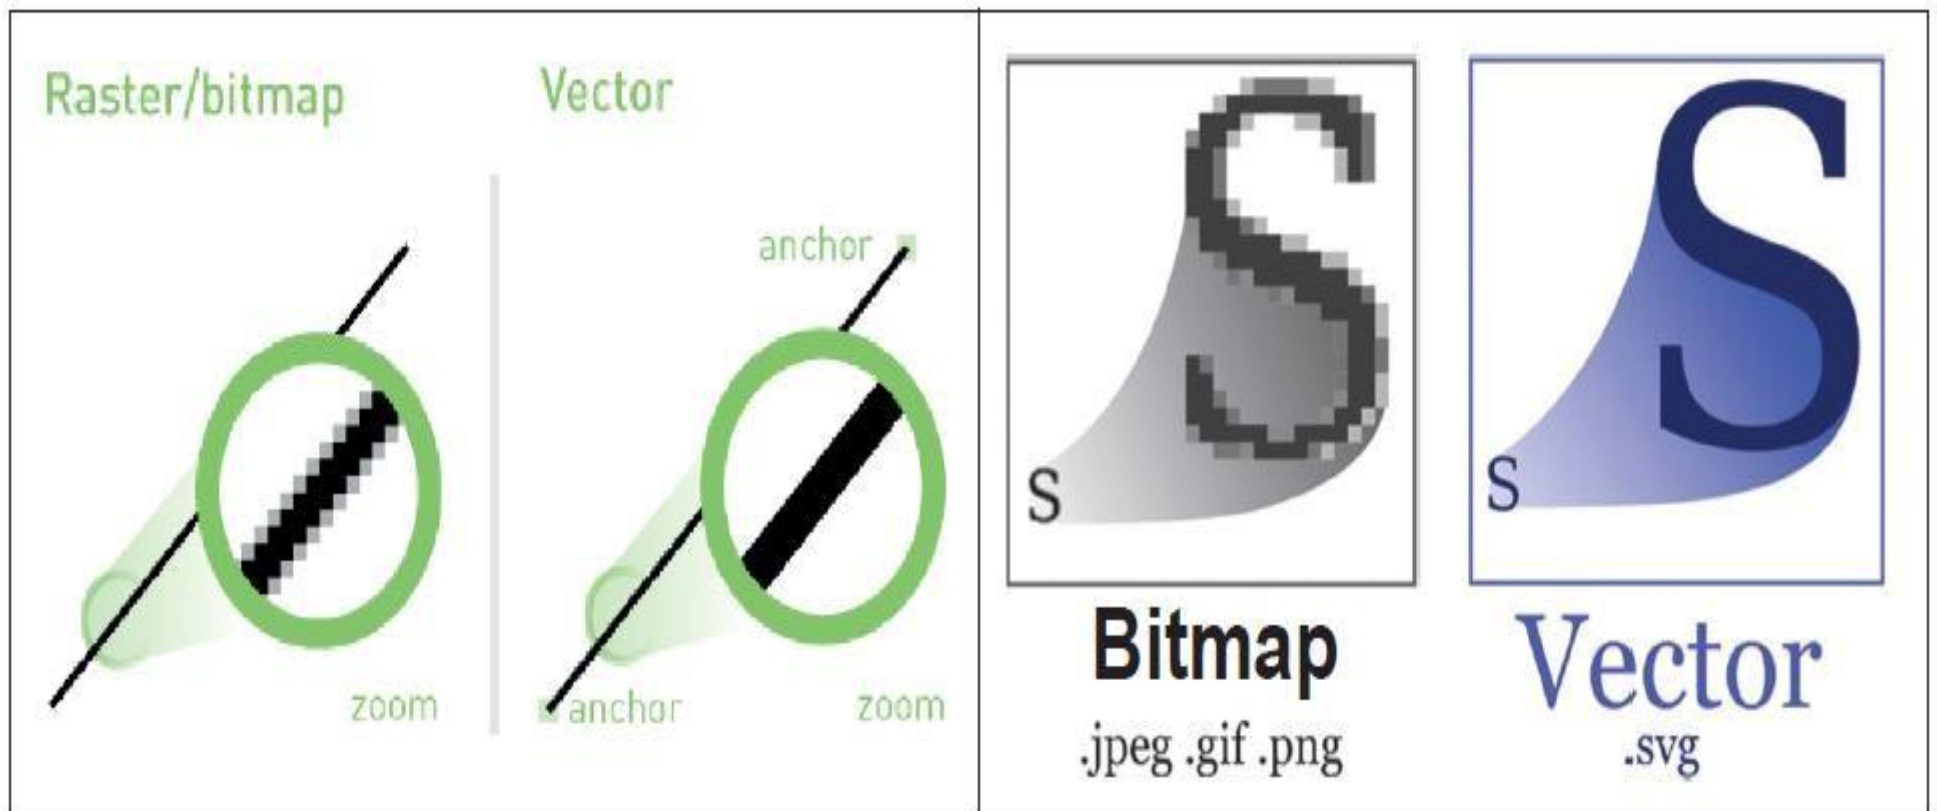 Raster/bitmap
Vector
anchor
zoom
anchor
zoom
S
S
S
S
Bitmap
Vector
.jpeg .gif .png
.svg